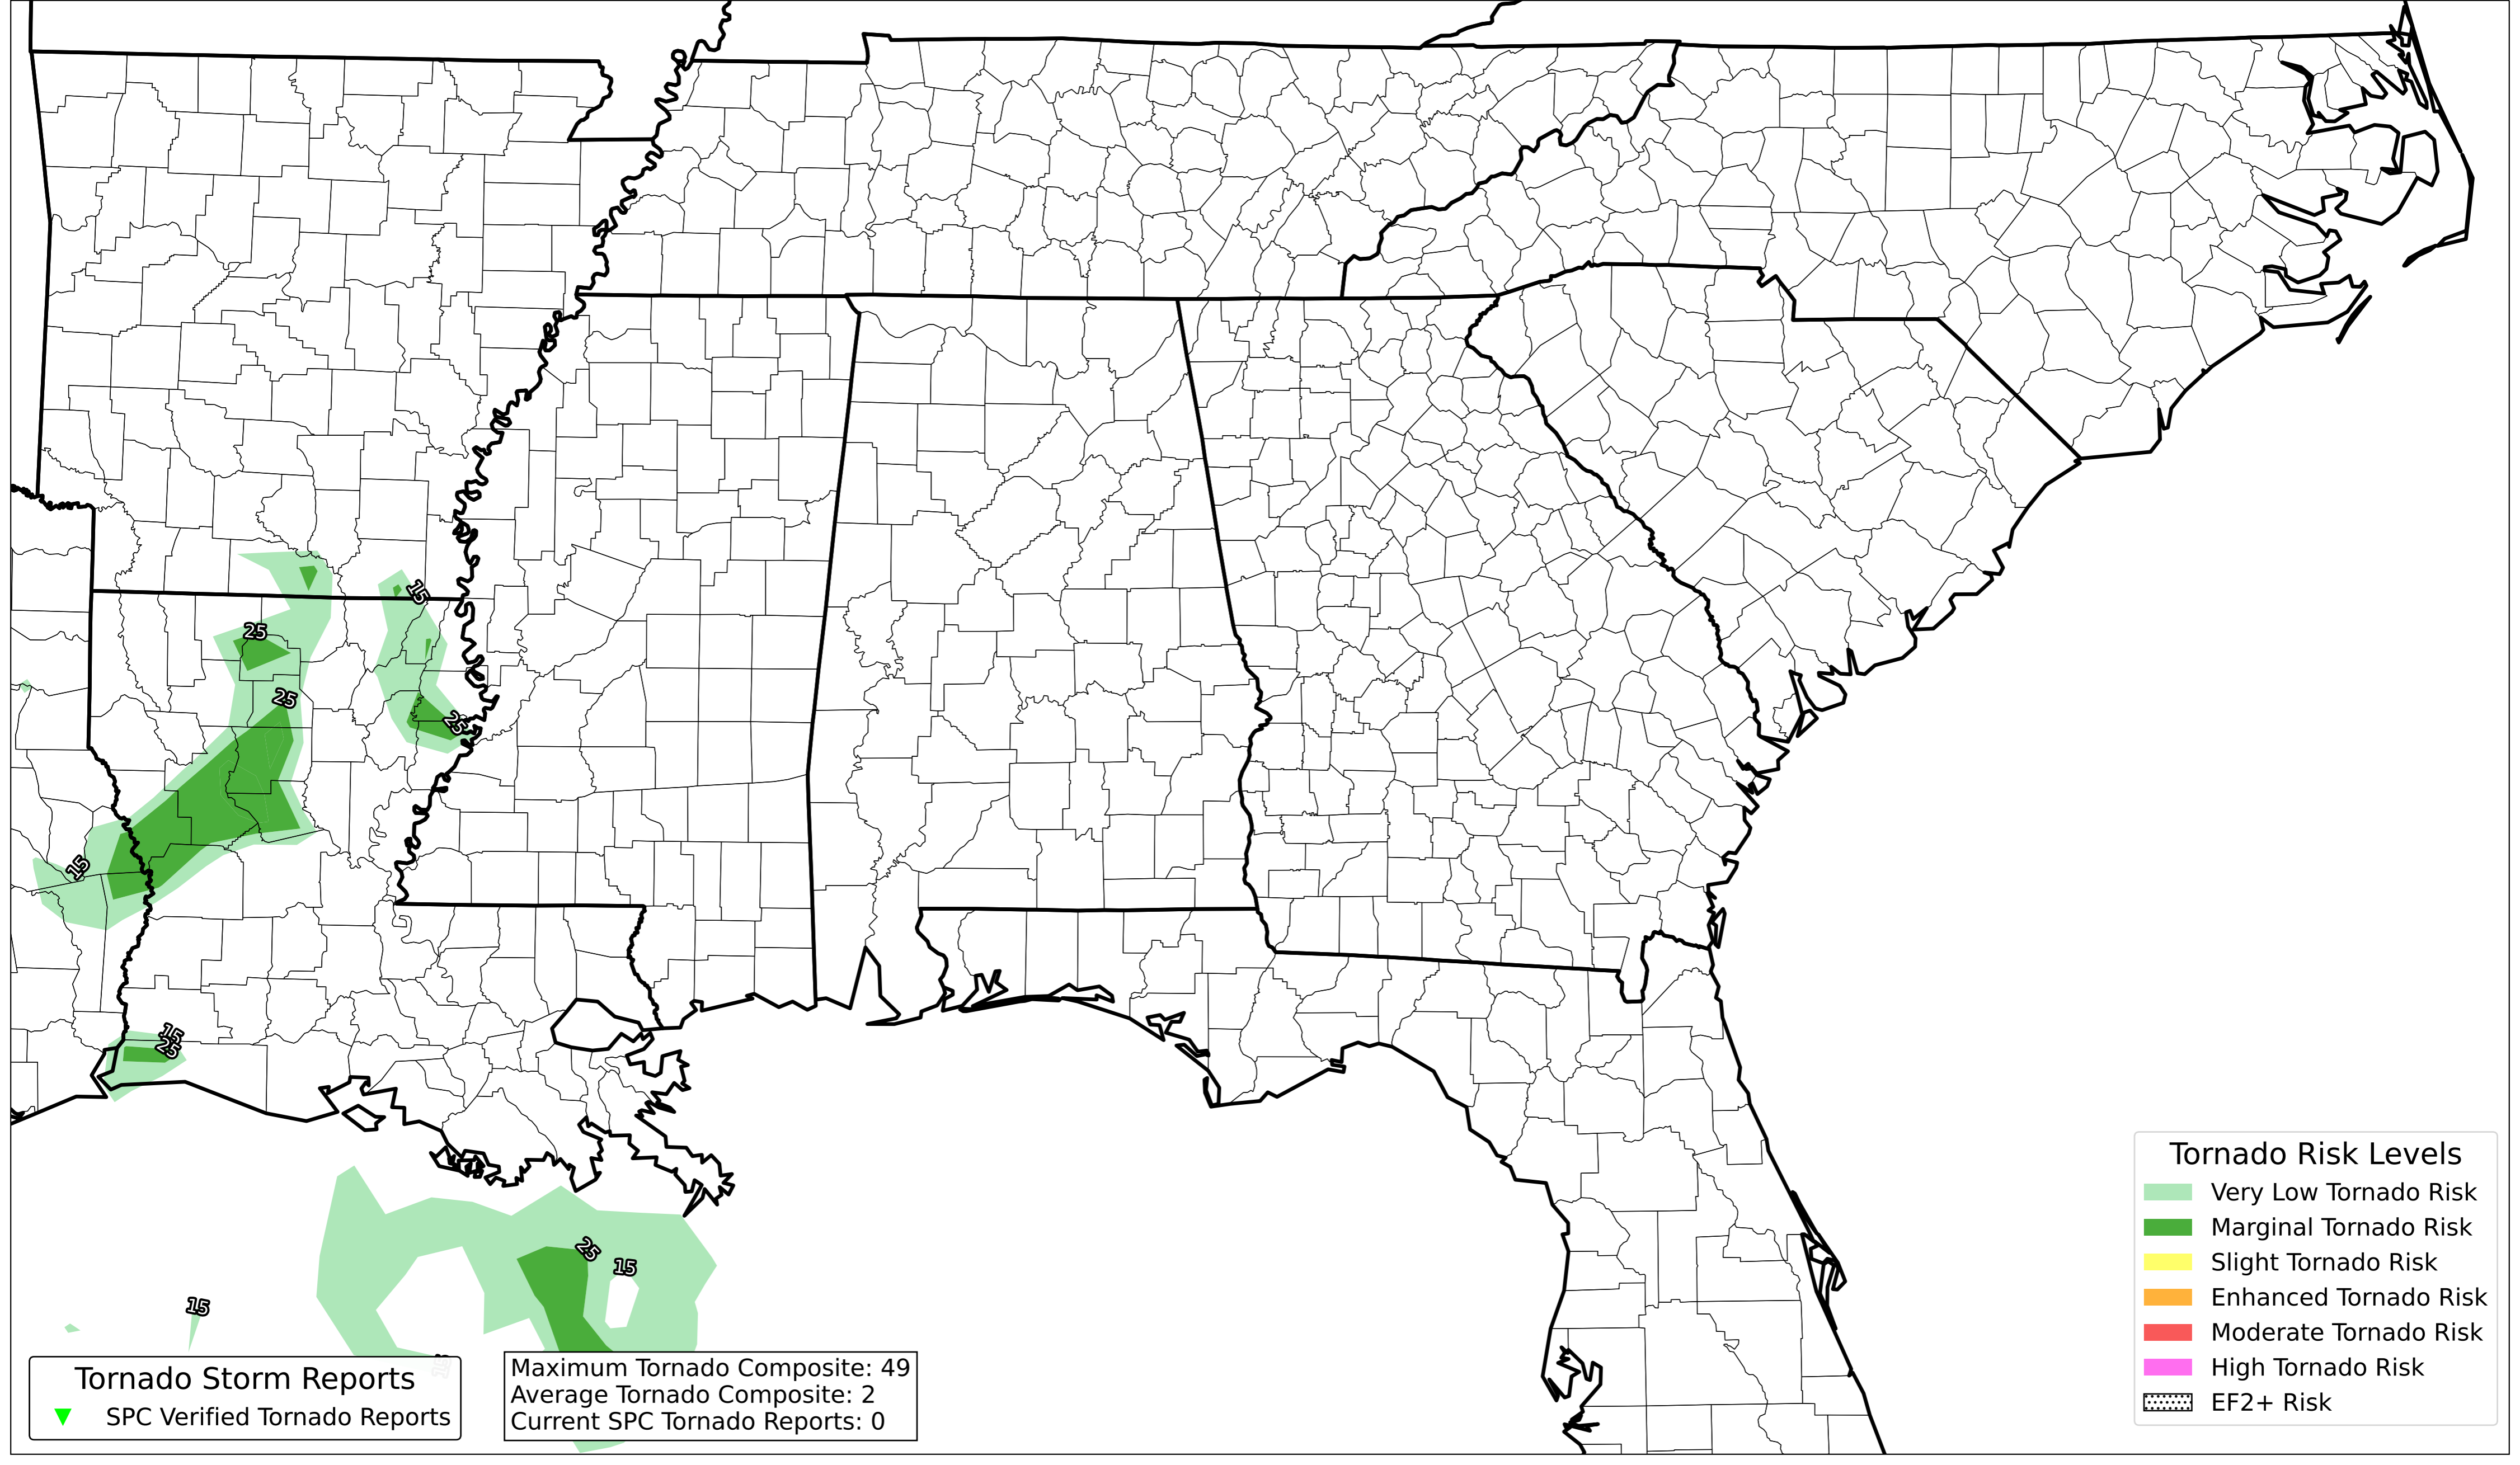 15
25
25
25
15
15
25
25
15
15
Tornado Storm Reports
SPC Verified Tornado Reports
Maximum Tornado Composite: 49
Average Tornado Composite: 2
Current SPC Tornado Reports: 0
Tornado Risk Levels
Very Low Tornado Risk
Marginal Tornado Risk
Slight Tornado Risk
Enhanced Tornado Risk
Moderate Tornado Risk
High Tornado Risk
EF2+ Risk